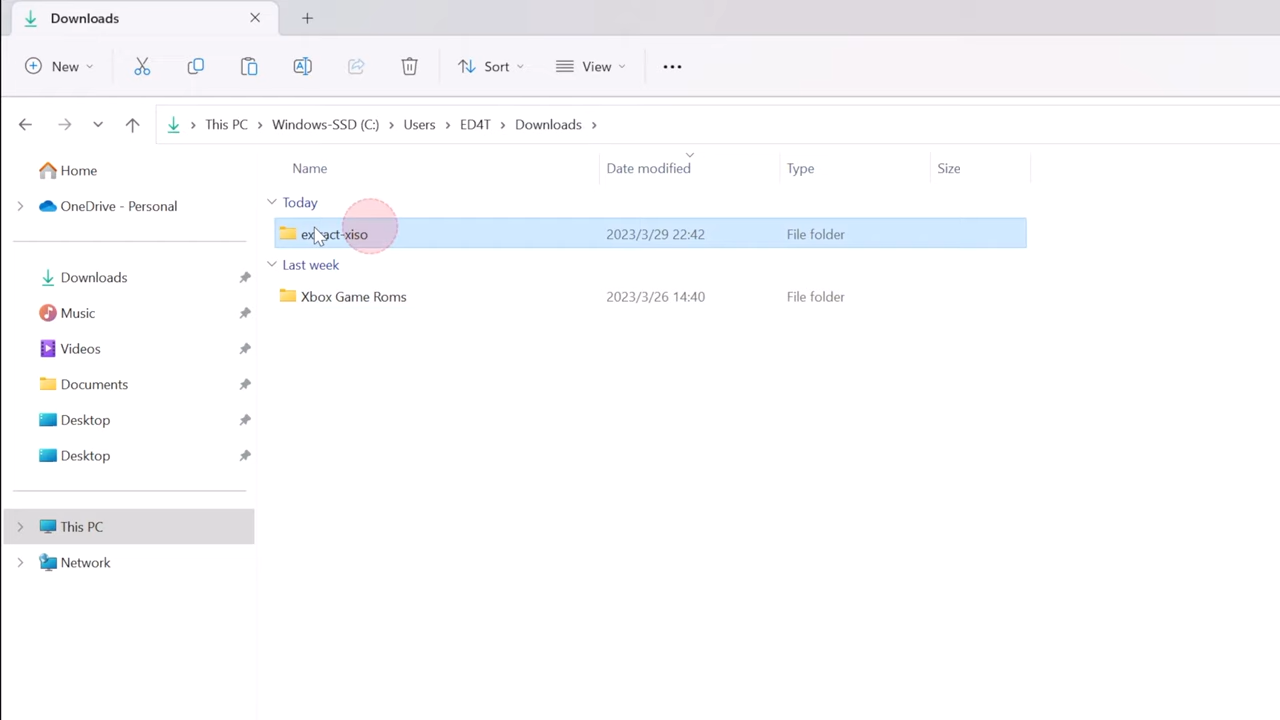 Downloads
New
Sort
View
This PC
Windows-SSD (C:)
Users
ED4T
Downloads
Home
OneDrive - Personal
Downloads
Music
Videos
Documents
Desktop
Desktop
This PC
Network
Name
Date modified
Type
Size
Today
extract-xiso 2023/3/29 22:42 File folder
Last week
Xbox Game Roms 2023/3/26 14:40 File folder